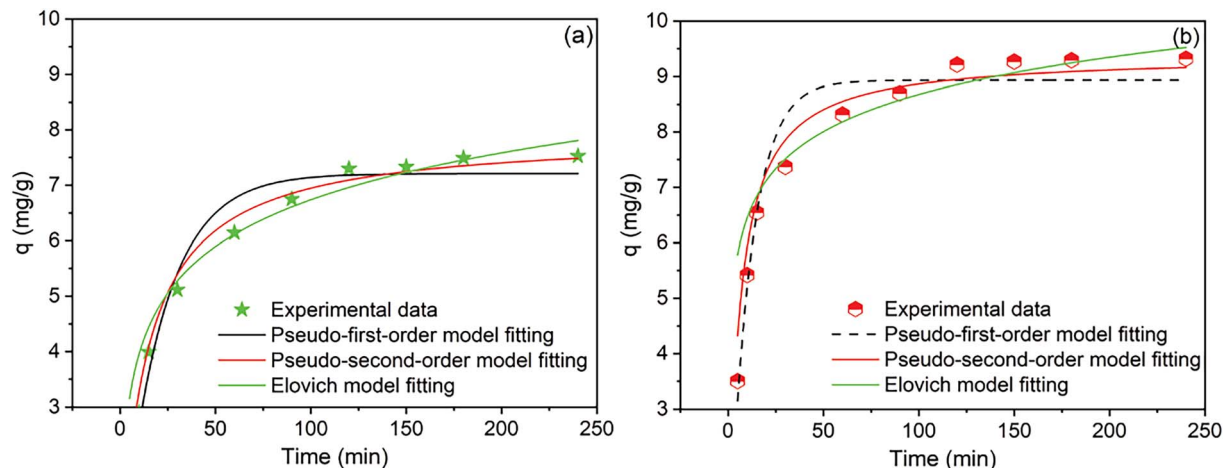 (a)
10
9
8
7
6
5
4
3
q (mg/g)
Experimental data
Pseudo-first-order model fitting
Pseudo-second-order model fitting
Elovich model fitting
0 50 100 150 200 250
Time (min)
(b)
10
9
8
7
6
5
4
3
q (mg/g)
Experimental data
Pseudo-first-order model fitting
Pseudo-second-order model fitting
Elovich model fitting
0 50 100 150 200 250
Time (min)